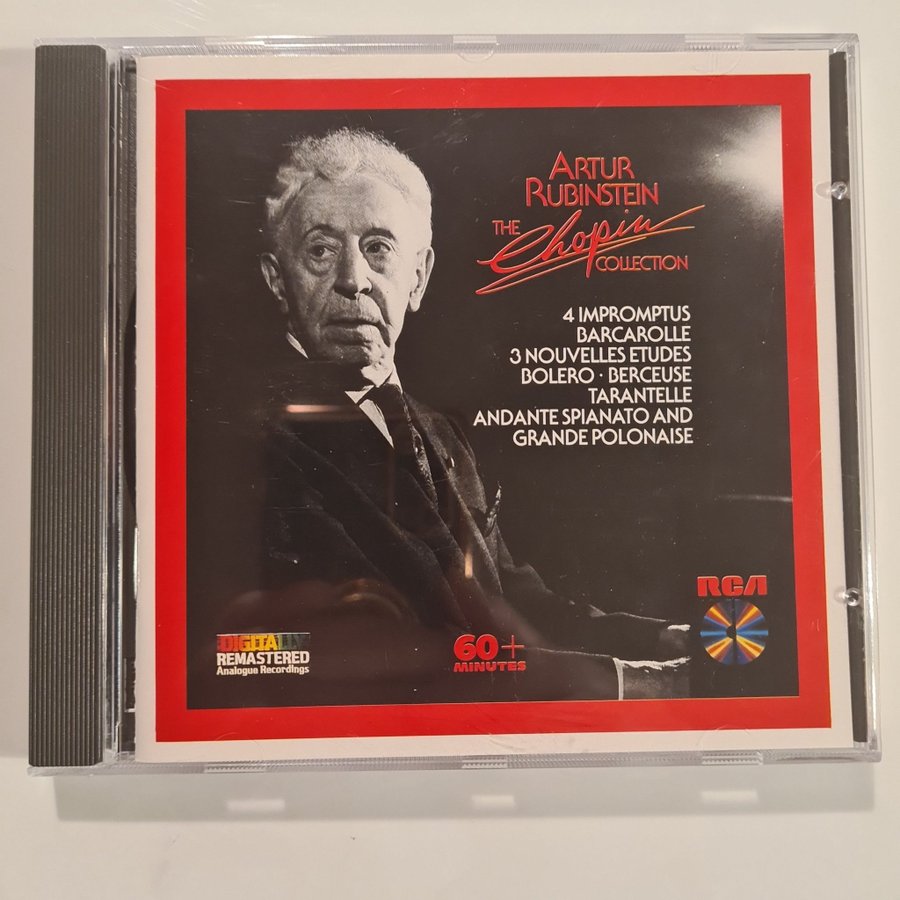 ARTUR
RUBINSTEIN
THE Chopin
COLLECTION
4 IMPROMPTUS
BARCAROLLE
3 NOUVELLES ETUDES
BOLERO · BERCEUSE
TARANTELLE
ANDANTE SPIANATO AND
GRANDE POLONAISE
RCA
DIGITALLY
REMASTERED
Analogue Recordings
60+
MINUTES